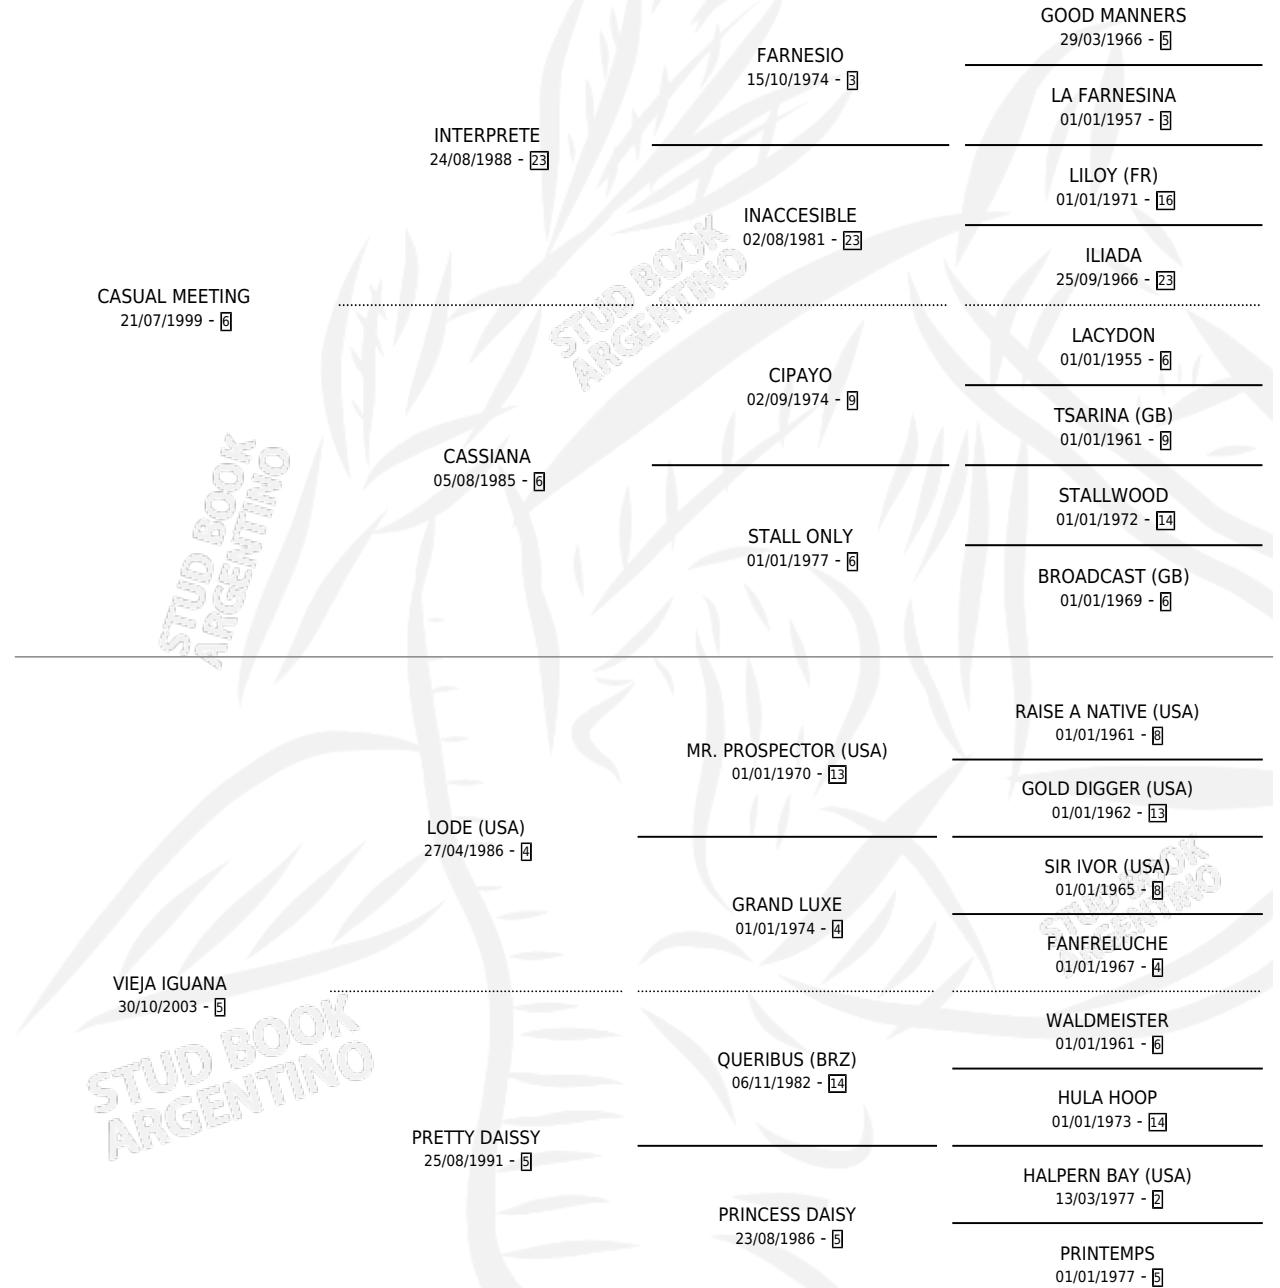 GOOD MANNERS
29/03/1966 - 5
FARNESIO
15/10/1974 - 3
LA FARNESINA
01/01/1957 - 3
INTERPRETE
24/08/1988 - 23
LILOY (FR)
01/01/1971 - 16
INACCESIBLE
02/08/1981 - 23
ILIADA
25/09/1966 - 23
CASUAL MEETING
21/07/1999 - 6
LACYDON
01/01/1955 - 6
CIPAYO
02/09/1974 - 9
TSARINA (GB)
01/01/1961 - 9
CASSIANA
05/08/1985 - 6
STALLWOOD
01/01/1972 - 14
STALL ONLY
01/01/1977 - 6
BROADCAST (GB)
01/01/1969 - 6
STUD BOOK
ARGENTINO
STUD BOOK
ARGENTINO
RAISE A NATIVE (USA)
01/01/1961 - 8
MR. PROSPECTOR (USA)
01/01/1970 - 13
GOLD DIGGER (USA)
01/01/1962 - 13
LODE (USA)
27/04/1986 - 4
SIR IVOR (USA)
01/01/1965 - 8
GRAND LUXE
01/01/1974 - 4
FANFRELUCHE
01/01/1967 - 4
VIEJA IGUANA
30/10/2003 - 5
WALDMEISTER
01/01/1961 - 6
QUERIBUS (BRZ)
06/11/1982 - 14
HULA HOOP
01/01/1973 - 14
PRETTY DAISSY
25/08/1991 - 5
HALPERN BAY (USA)
13/03/1977 - 2
PRINCESS DAISY
23/08/1986 - 5
PRINTEMPS
01/01/1977 - 5
STUD BOOK
ARGENTINO
STUD BOOK
ARGENTINO